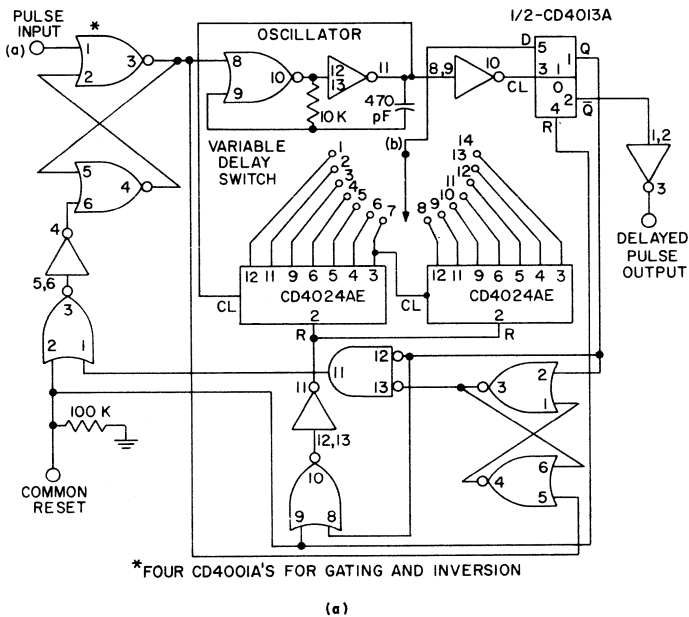 1/2-CD4013A
PULSE
INPUT
(a)
*
1
2
3
OSCILLATOR
8
9
10
12
13
11
10 K
470
pF
8,9
10
CL
D
5
3
1
0
1
2
4
Q
Q̅
R
1,2
3
DELAYED
PULSE
OUTPUT
VARIABLE
DELAY
SWITCH
(b)
5
6
4
1
2
3
4
5
6
7
14
13
12
11
10
9
8
4
5,6
3
2
1
12 11 9 6 5 4 3
CD4024AE
CL
2
R
12 11 9 6 5 4 3
CD4024AE
CL
2
R
11
12
13
3
2
1
11
12,13
10
9 8
4
6
5
100 K
COMMON
RESET
*FOUR CD4001A'S FOR GATING AND INVERSION
(a)